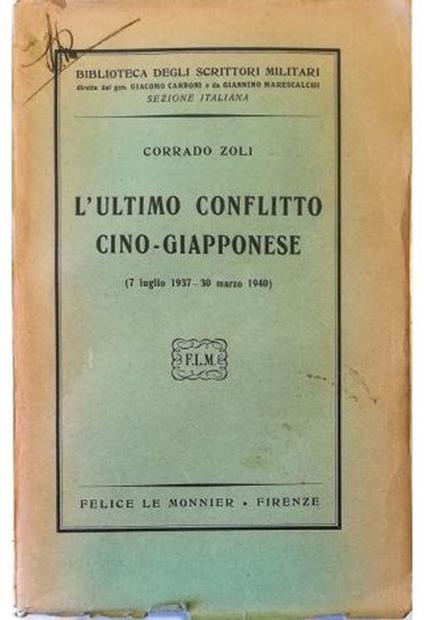 BIBLIOTECA DEGLI SCRITTORI MILITARI
diretta dal gen. GIACOMO CARBONI e da GIANNINO MARESCALCHI
SEZIONE ITALIANA
CORRADO ZOLI
L'ULTIMO CONFLITTO
CINO-GIAPPONESE
(7 luglio 1937 - 30 marzo 1940)
F.L.M.
FELICE LE MONNIER • FIRENZE